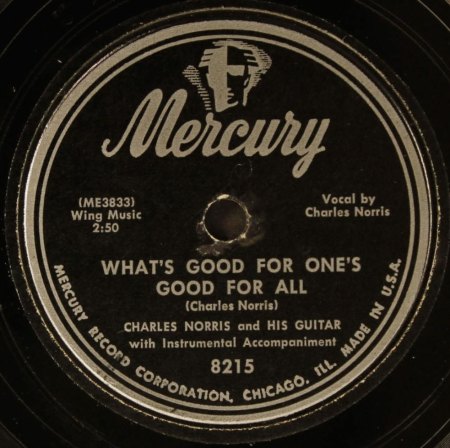 Mercury
(ME3833)
Wing Music
2:50
Vocal by
Charles Norris
WHAT'S GOOD FOR ONE'S
GOOD FOR ALL
(Charles Norris)
CHARLES NORRIS and HIS GUITAR
with Instrumental Accompaniment
8215
MERCURY RECORD CORPORATION, CHICAGO, ILL. MADE IN U.S.A.